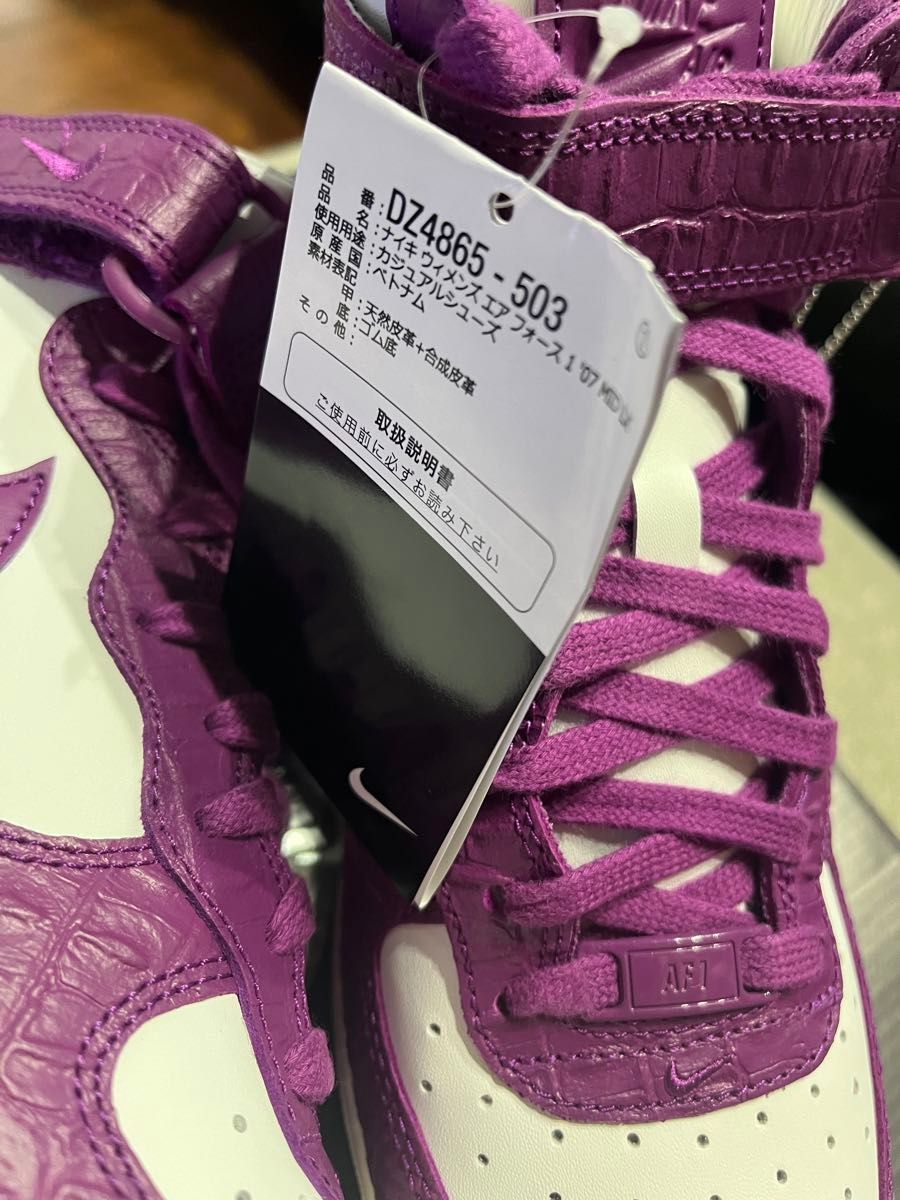 NIKE
AIR
品 番:DZ4865-503
品 名:ナイキ ウィメンズ エア フォース 1 '07 MID LX
使用用途:カジュアルシューズ
原 産 国:ベトナム
素材表記
甲:天然皮革+合成皮革
底:ゴム底
その他:
取扱説明書
ご使用前に必ずお読み下さい
AF1